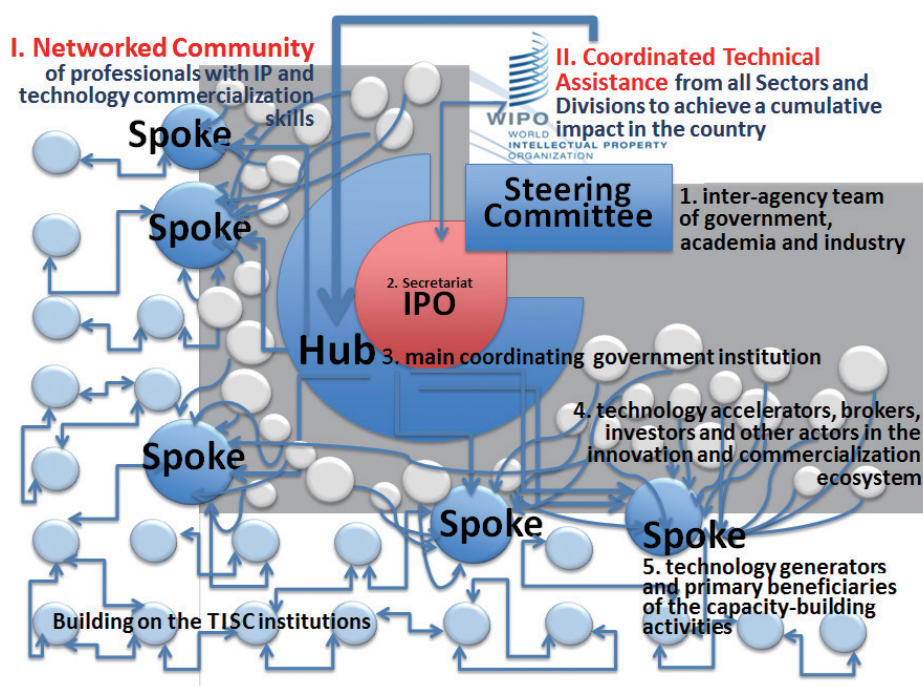 I. Networked Community
of professionals with IP and
technology commercialization
skills
II. Coordinated Technical
Assistance from all Sectors and
Divisions to achieve a cumulative
impact in the country
WIPO
WORLD
INTELLECTUAL PROPERTY
ORGANIZATION
Spoke
Steering
Committee
1. inter-agency team
of government,
academia and industry
Spoke
2. Secretariat
IPO
Hub
3. main coordinating government institution
4. technology accelerators, brokers,
investors and other actors in the
innovation and commercialization
ecosystem
Spoke
Spoke
Spoke
5. technology generators
and primary beneficiaries
of the capacity-building
activities
Building on the TISC institutions